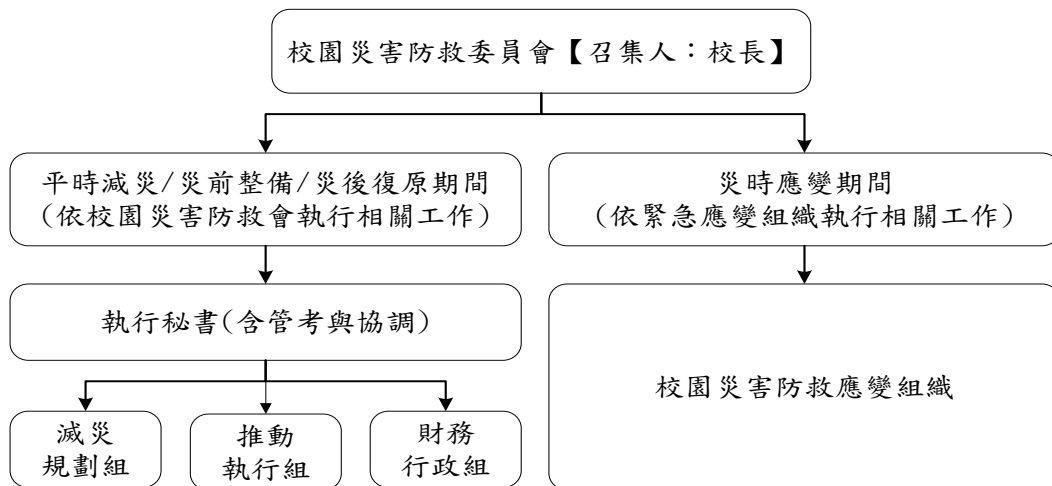 校園災害防救委員會【召集人：校長】
平時減災/災前整備/災後復原期間
(依校園災害防救會執行相關工作)
災時應變期間
(依緊急應變組織執行相關工作)
執行秘書(含管考與協調)
校園災害防救應變組織
減災
規劃組
推動
執行組
財務
行政組